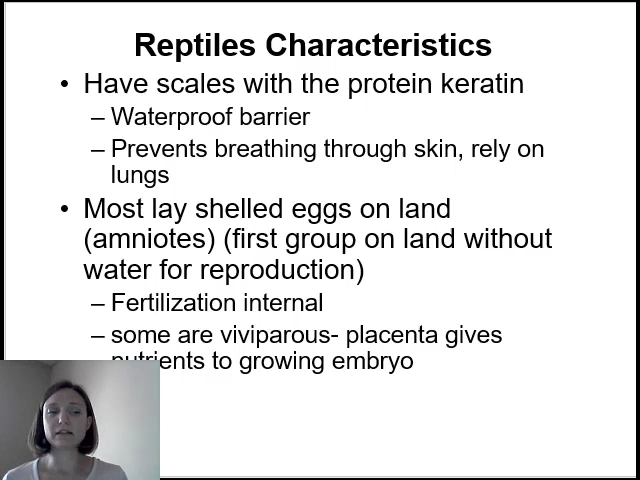 Reptiles Characteristics
• Have scales with the protein keratin
– Waterproof barrier
– Prevents breathing through skin, rely on
lungs
• Most lay shelled eggs on land
(amniotes) (first group on land without
water for reproduction)
– Fertilization internal
– some are viviparous- placenta gives
nutrients to growing embryo